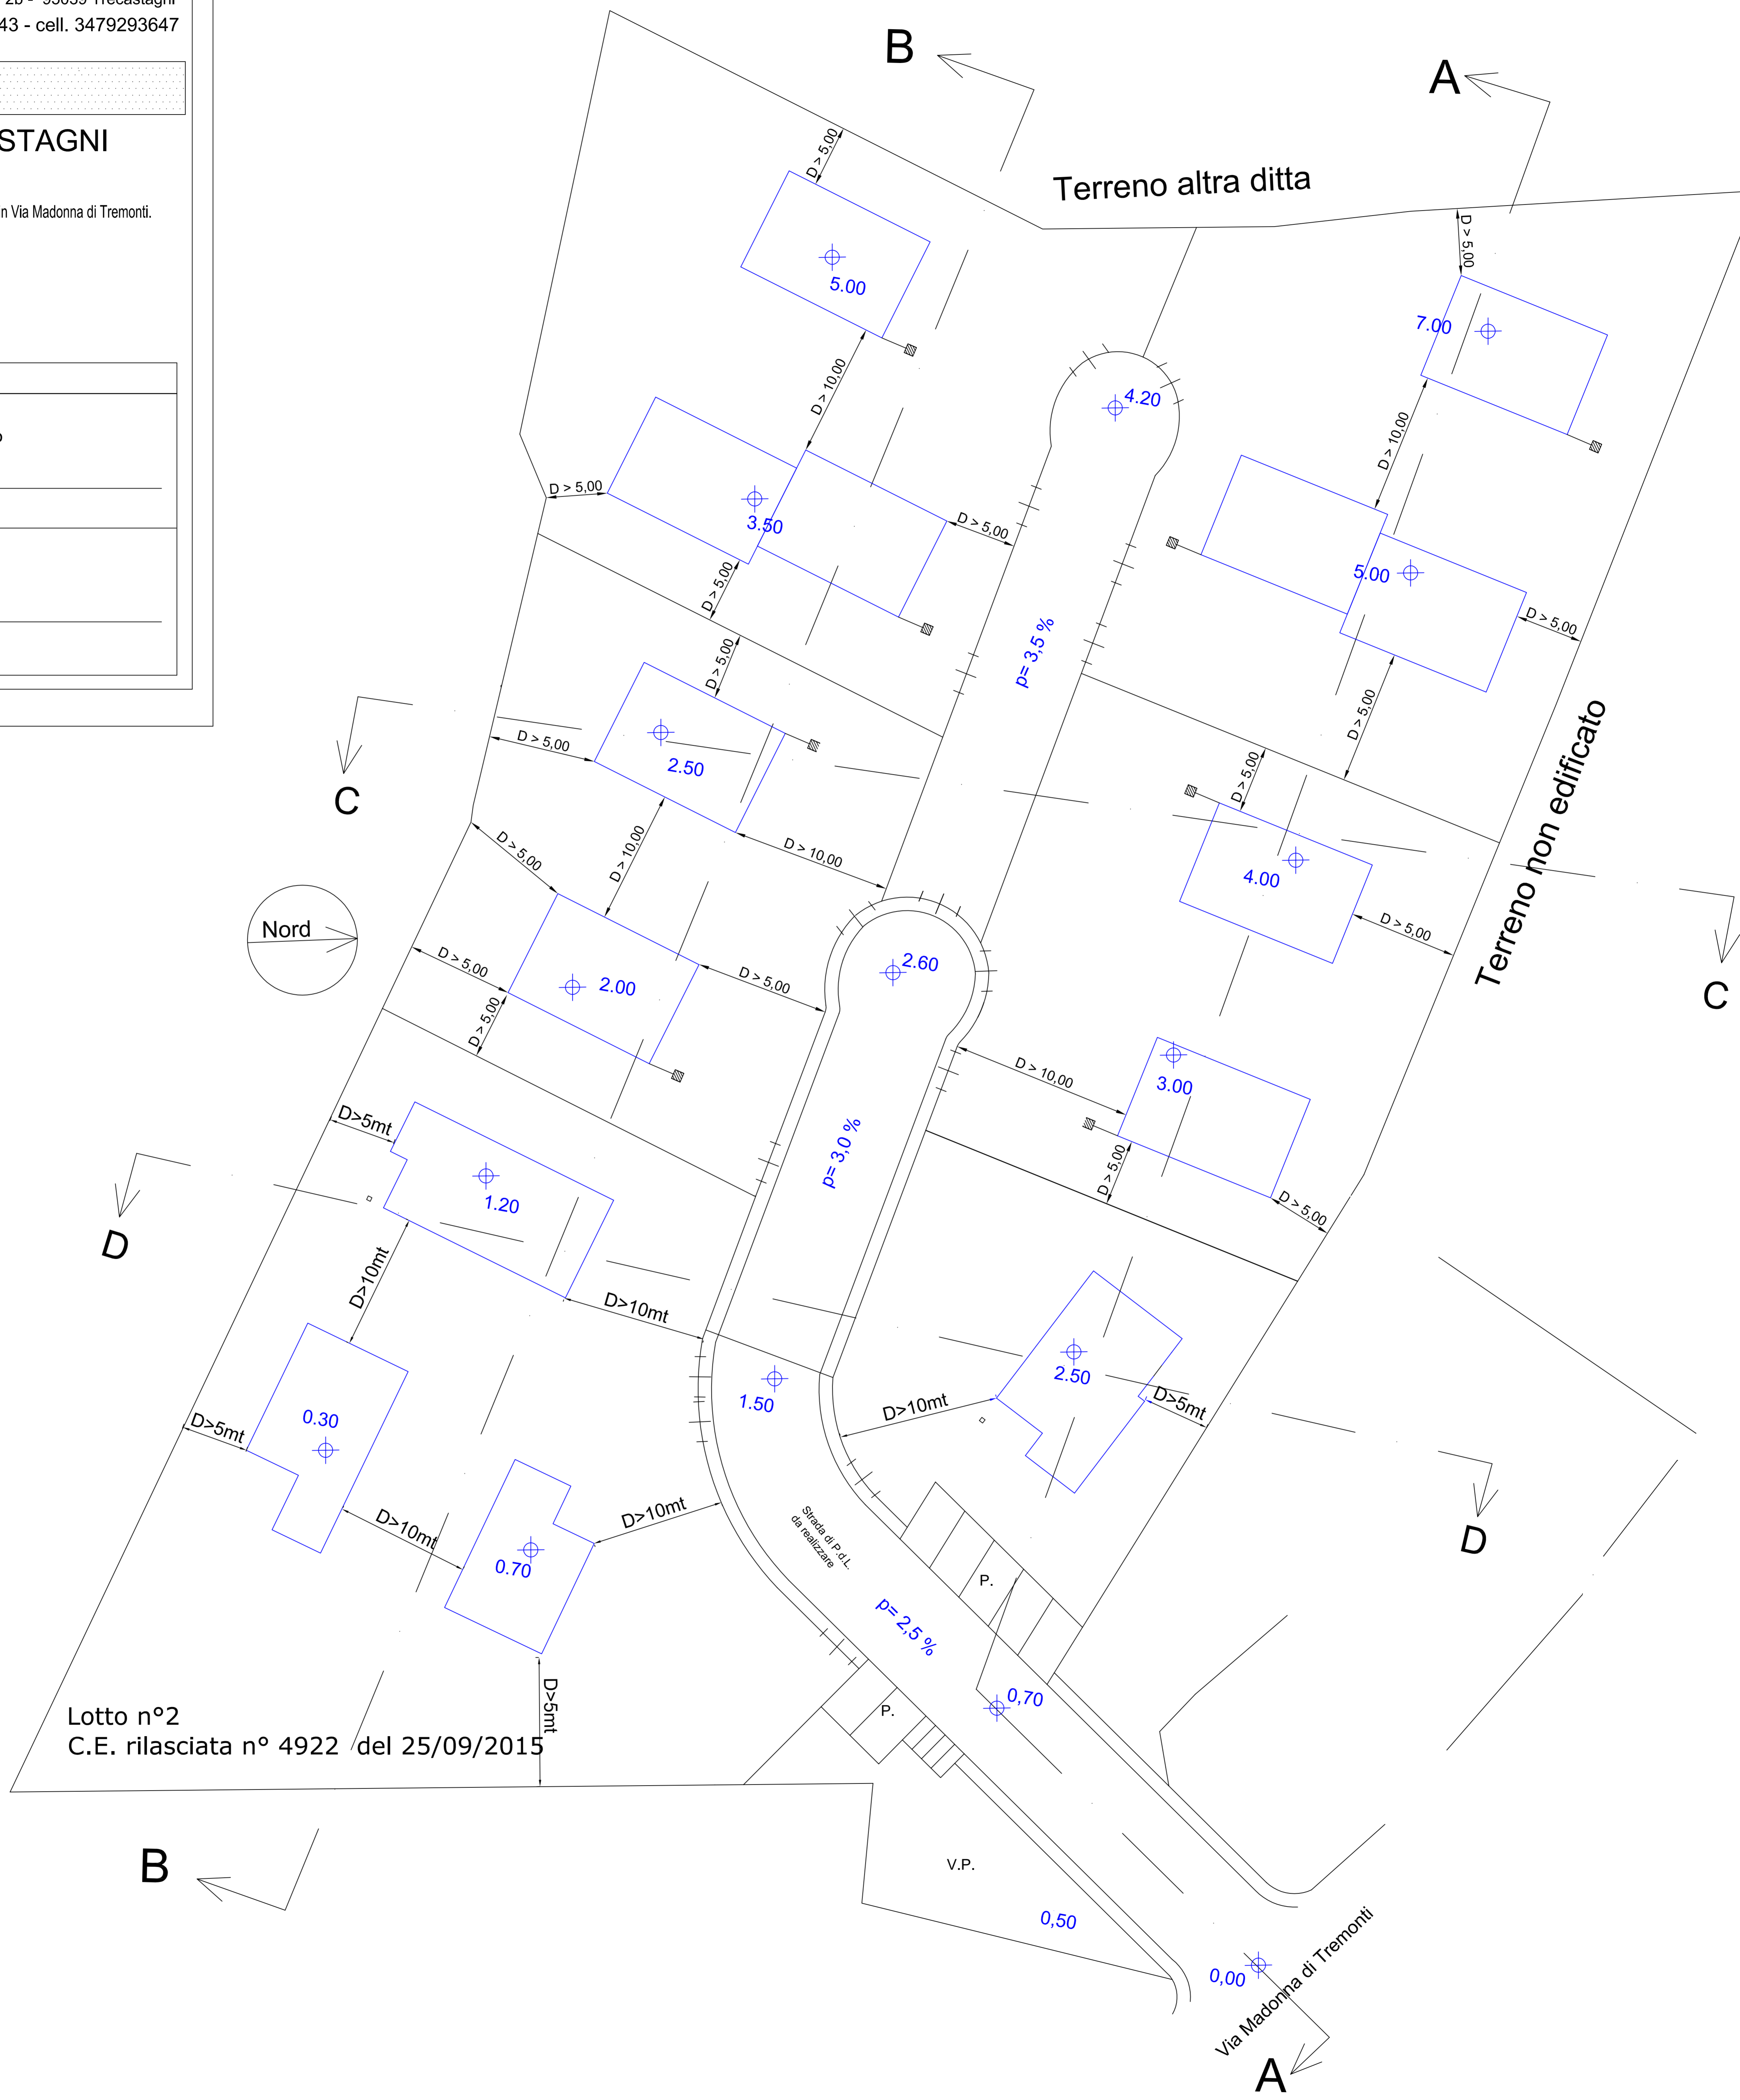 43 - cell. 3479293647
STAGNI
n Via Madonna di Tremonti.
B
A
Terreno altra ditta
D > 5,00
D > 5,00
5.00
7.00
D > 10,00
4.20
D > 10,00
D > 5,00
3.50
D > 5,00
5.00
D > 5,00
D > 5,00
p= 3,5 %
D > 5,00
D > 5,00
D > 5,00
2.50
D > 5,00
C
Terreno non edificato
D > 5,00
D > 5,00
D > 10,00
D > 10,00
4.00
D > 5,00
Nord
D > 5,00
2.00
D > 5,00
2.60
C
D > 5,00
D > 10,00
3.00
D>5mt
p= 3,0 %
D > 5,00
D > 5,00
1.20
D
D>10mt
D>10mt
2.50
D>5mt
1.50
D>10mt
0.30
D>5mt
D>10mt
D>10mt
Strada di P.d.L.
da realizzare
D
0.70
P.
p= 2,5 %
D>5mt
0,70
P.
Lotto n°2
C.E. rilasciata n° 4922 del 25/09/2015
B
V.P.
0,50
0,00
Via Madonna di Tremonti
A